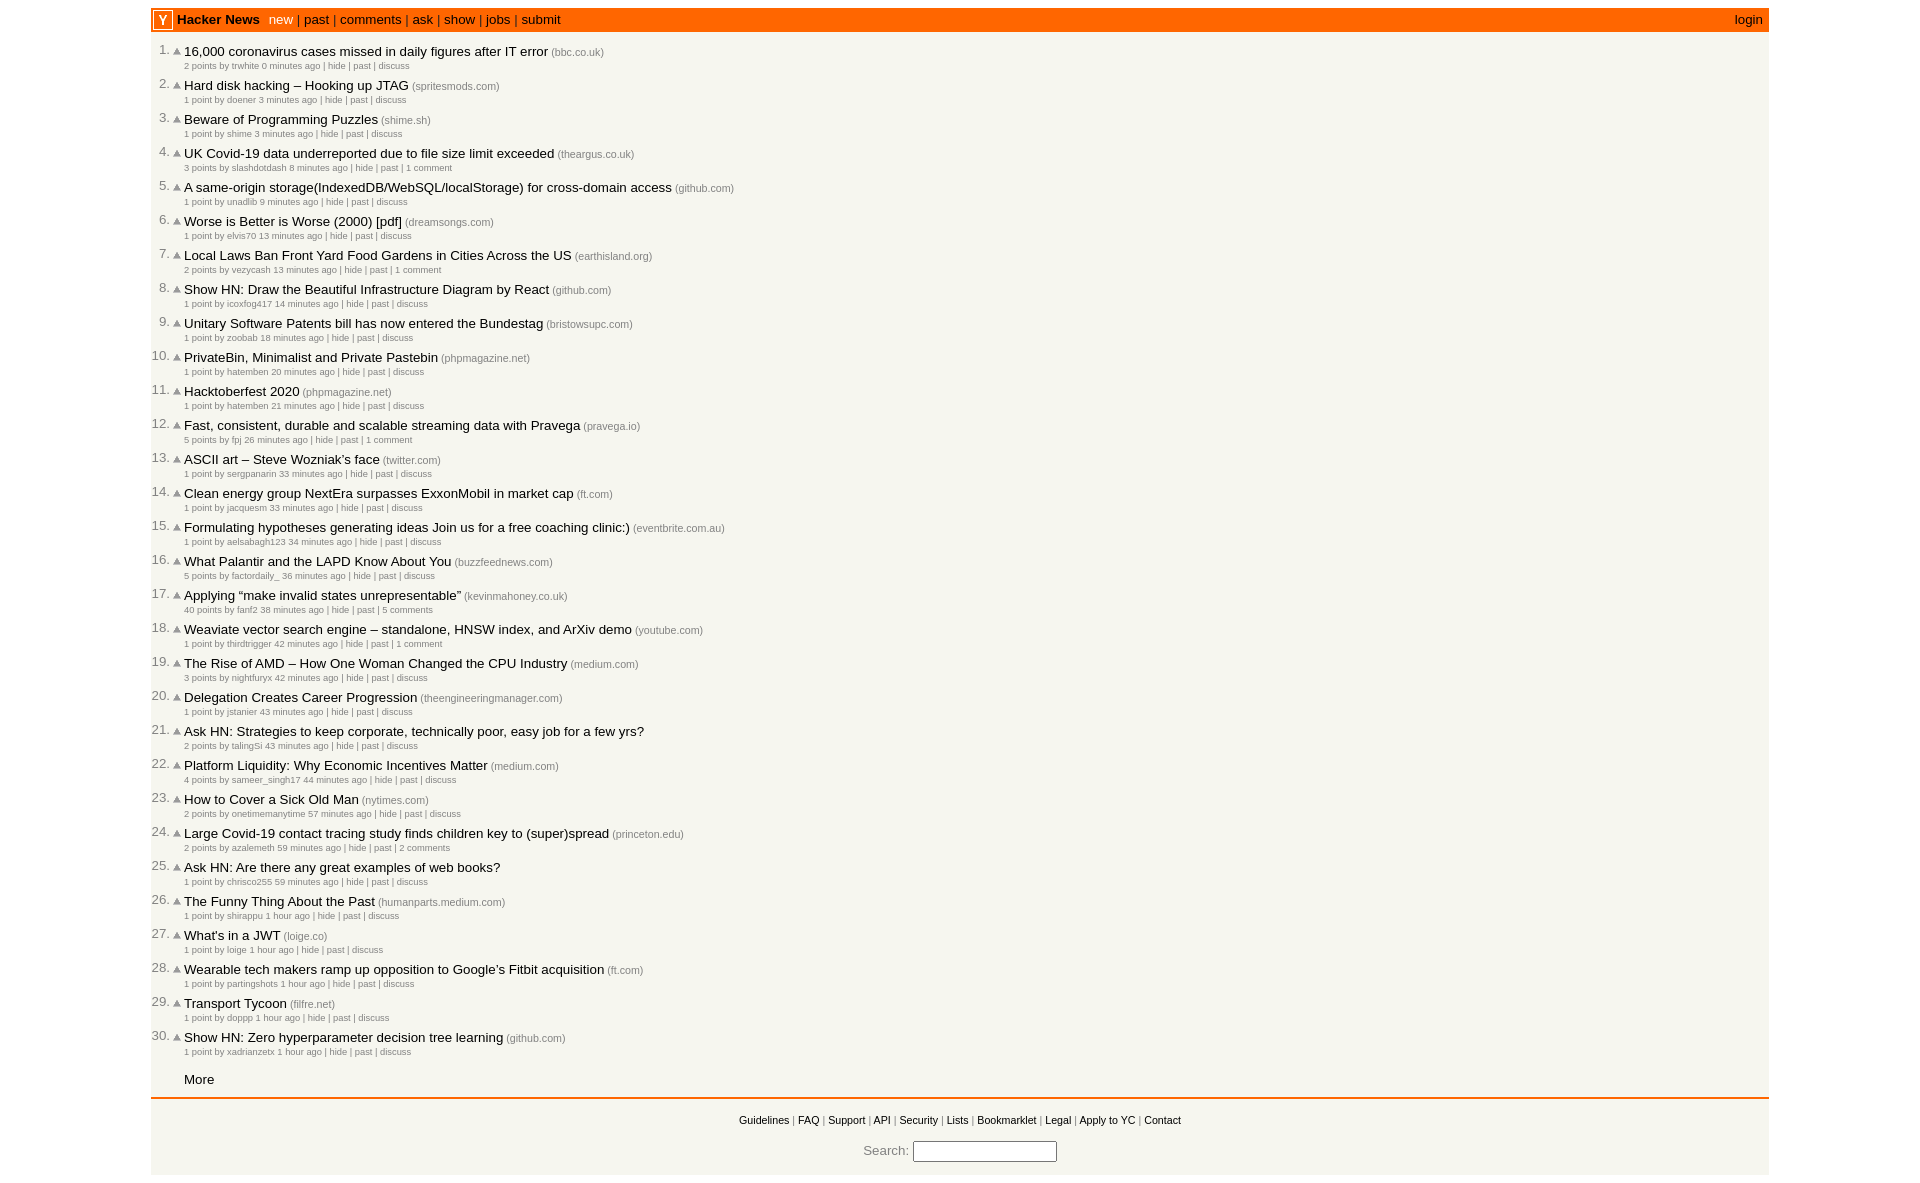 Y Hacker News new | past | comments | ask | show | jobs | submit login
1. ▲ 16,000 coronavirus cases missed in daily figures after IT error (bbc.co.uk)
2 points by trwhite 0 minutes ago | hide | past | discuss
2. ▲ Hard disk hacking – Hooking up JTAG (spritesmods.com)
1 point by doener 3 minutes ago | hide | past | discuss
3. ▲ Beware of Programming Puzzles (shime.sh)
1 point by shime 3 minutes ago | hide | past | discuss
4. ▲ UK Covid-19 data underreported due to file size limit exceeded (theargus.co.uk)
3 points by slashdotdash 8 minutes ago | hide | past | 1 comment
5. ▲ A same-origin storage(IndexedDB/WebSQL/localStorage) for cross-domain access (github.com)
1 point by unadlib 9 minutes ago | hide | past | discuss
6. ▲ Worse is Better is Worse (2000) [pdf] (dreamsongs.com)
1 point by elvis70 13 minutes ago | hide | past | discuss
7. ▲ Local Laws Ban Front Yard Food Gardens in Cities Across the US (earthisland.org)
2 points by vezycash 13 minutes ago | hide | past | 1 comment
8. ▲ Show HN: Draw the Beautiful Infrastructure Diagram by React (github.com)
1 point by icoxfog417 14 minutes ago | hide | past | discuss
9. ▲ Unitary Software Patents bill has now entered the Bundestag (bristowsupc.com)
1 point by zoobab 18 minutes ago | hide | past | discuss
10. ▲ PrivateBin, Minimalist and Private Pastebin (phpmagazine.net)
1 point by hatemben 20 minutes ago | hide | past | discuss
11. ▲ Hacktoberfest 2020 (phpmagazine.net)
1 point by hatemben 21 minutes ago | hide | past | discuss
12. ▲ Fast, consistent, durable and scalable streaming data with Pravega (pravega.io)
5 points by fpj 26 minutes ago | hide | past | 1 comment
13. ▲ ASCII art – Steve Wozniak’s face (twitter.com)
1 point by sergpanarin 33 minutes ago | hide | past | discuss
14. ▲ Clean energy group NextEra surpasses ExxonMobil in market cap (ft.com)
1 point by jacquesm 33 minutes ago | hide | past | discuss
15. ▲ Formulating hypotheses generating ideas Join us for a free coaching clinic:) (eventbrite.com.au)
1 point by aelsabagh123 34 minutes ago | hide | past | discuss
16. ▲ What Palantir and the LAPD Know About You (buzzfeednews.com)
5 points by factordaily_ 36 minutes ago | hide | past | discuss
17. ▲ Applying “make invalid states unrepresentable” (kevinmahoney.co.uk)
40 points by fanf2 38 minutes ago | hide | past | 5 comments
18. ▲ Weaviate vector search engine – standalone, HNSW index, and ArXiv demo (youtube.com)
1 point by thirdtrigger 42 minutes ago | hide | past | 1 comment
19. ▲ The Rise of AMD – How One Woman Changed the CPU Industry (medium.com)
3 points by nightfuryx 42 minutes ago | hide | past | discuss
20. ▲ Delegation Creates Career Progression (theengineeringmanager.com)
1 point by jstanier 43 minutes ago | hide | past | discuss
21. ▲ Ask HN: Strategies to keep corporate, technically poor, easy job for a few yrs?
2 points by talingSi 43 minutes ago | hide | past | discuss
22. ▲ Platform Liquidity: Why Economic Incentives Matter (medium.com)
4 points by sameer_singh17 44 minutes ago | hide | past | discuss
23. ▲ How to Cover a Sick Old Man (nytimes.com)
2 points by onetimemanytime 57 minutes ago | hide | past | discuss
24. ▲ Large Covid-19 contact tracing study finds children key to (super)spread (princeton.edu)
2 points by azalemeth 59 minutes ago | hide | past | 2 comments
25. ▲ Ask HN: Are there any great examples of web books?
1 point by chrisco255 59 minutes ago | hide | past | discuss
26. ▲ The Funny Thing About the Past (humanparts.medium.com)
1 point by shirappu 1 hour ago | hide | past | discuss
27. ▲ What's in a JWT (loige.co)
1 point by loige 1 hour ago | hide | past | discuss
28. ▲ Wearable tech makers ramp up opposition to Google’s Fitbit acquisition (ft.com)
1 point by partingshots 1 hour ago | hide | past | discuss
29. ▲ Transport Tycoon (filfre.net)
1 point by doppp 1 hour ago | hide | past | discuss
30. ▲ Show HN: Zero hyperparameter decision tree learning (github.com)
1 point by xadrianzetx 1 hour ago | hide | past | discuss
More
Guidelines | FAQ | Support | API | Security | Lists | Bookmarklet | Legal | Apply to YC | Contact
Search: